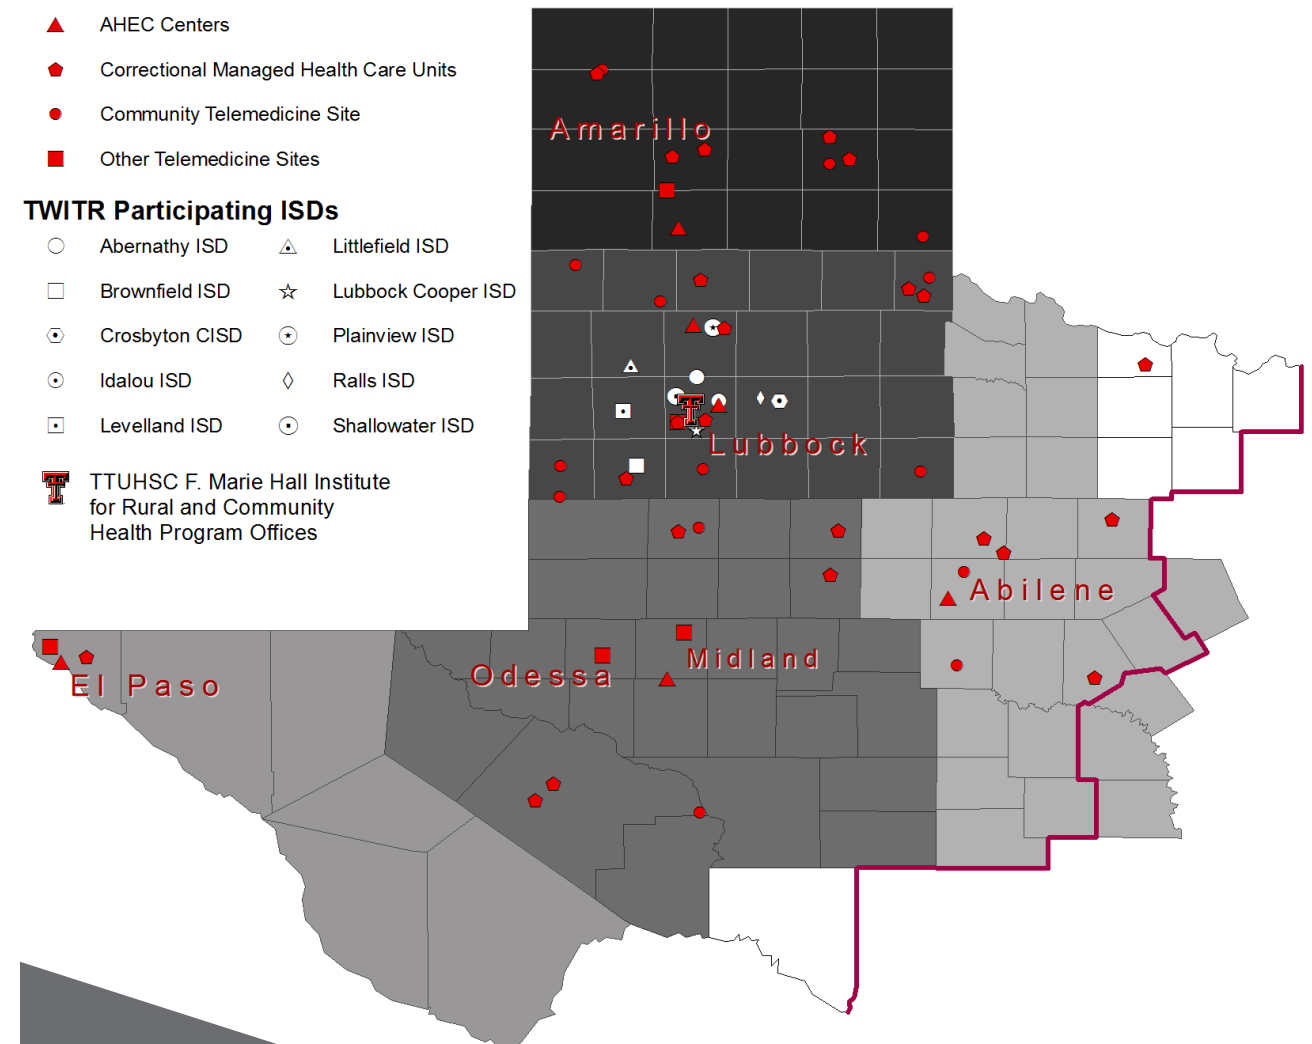 AHEC Centers
Correctional Managed Health Care Units
Community Telemedicine Site
Other Telemedicine Sites
TWITR Participating ISDs
Abernathy ISD
Littlefield ISD
Brownfield ISD
Lubbock Cooper ISD
Crosbyton CISD
Plainview ISD
Idalou ISD
Ralls ISD
Levelland ISD
Shallowater ISD
TTUHSC F. Marie Hall Institute
for Rural and Community
Health Program Offices
Amarillo
Lubbock
Abilene
Midland
Odessa
El Paso